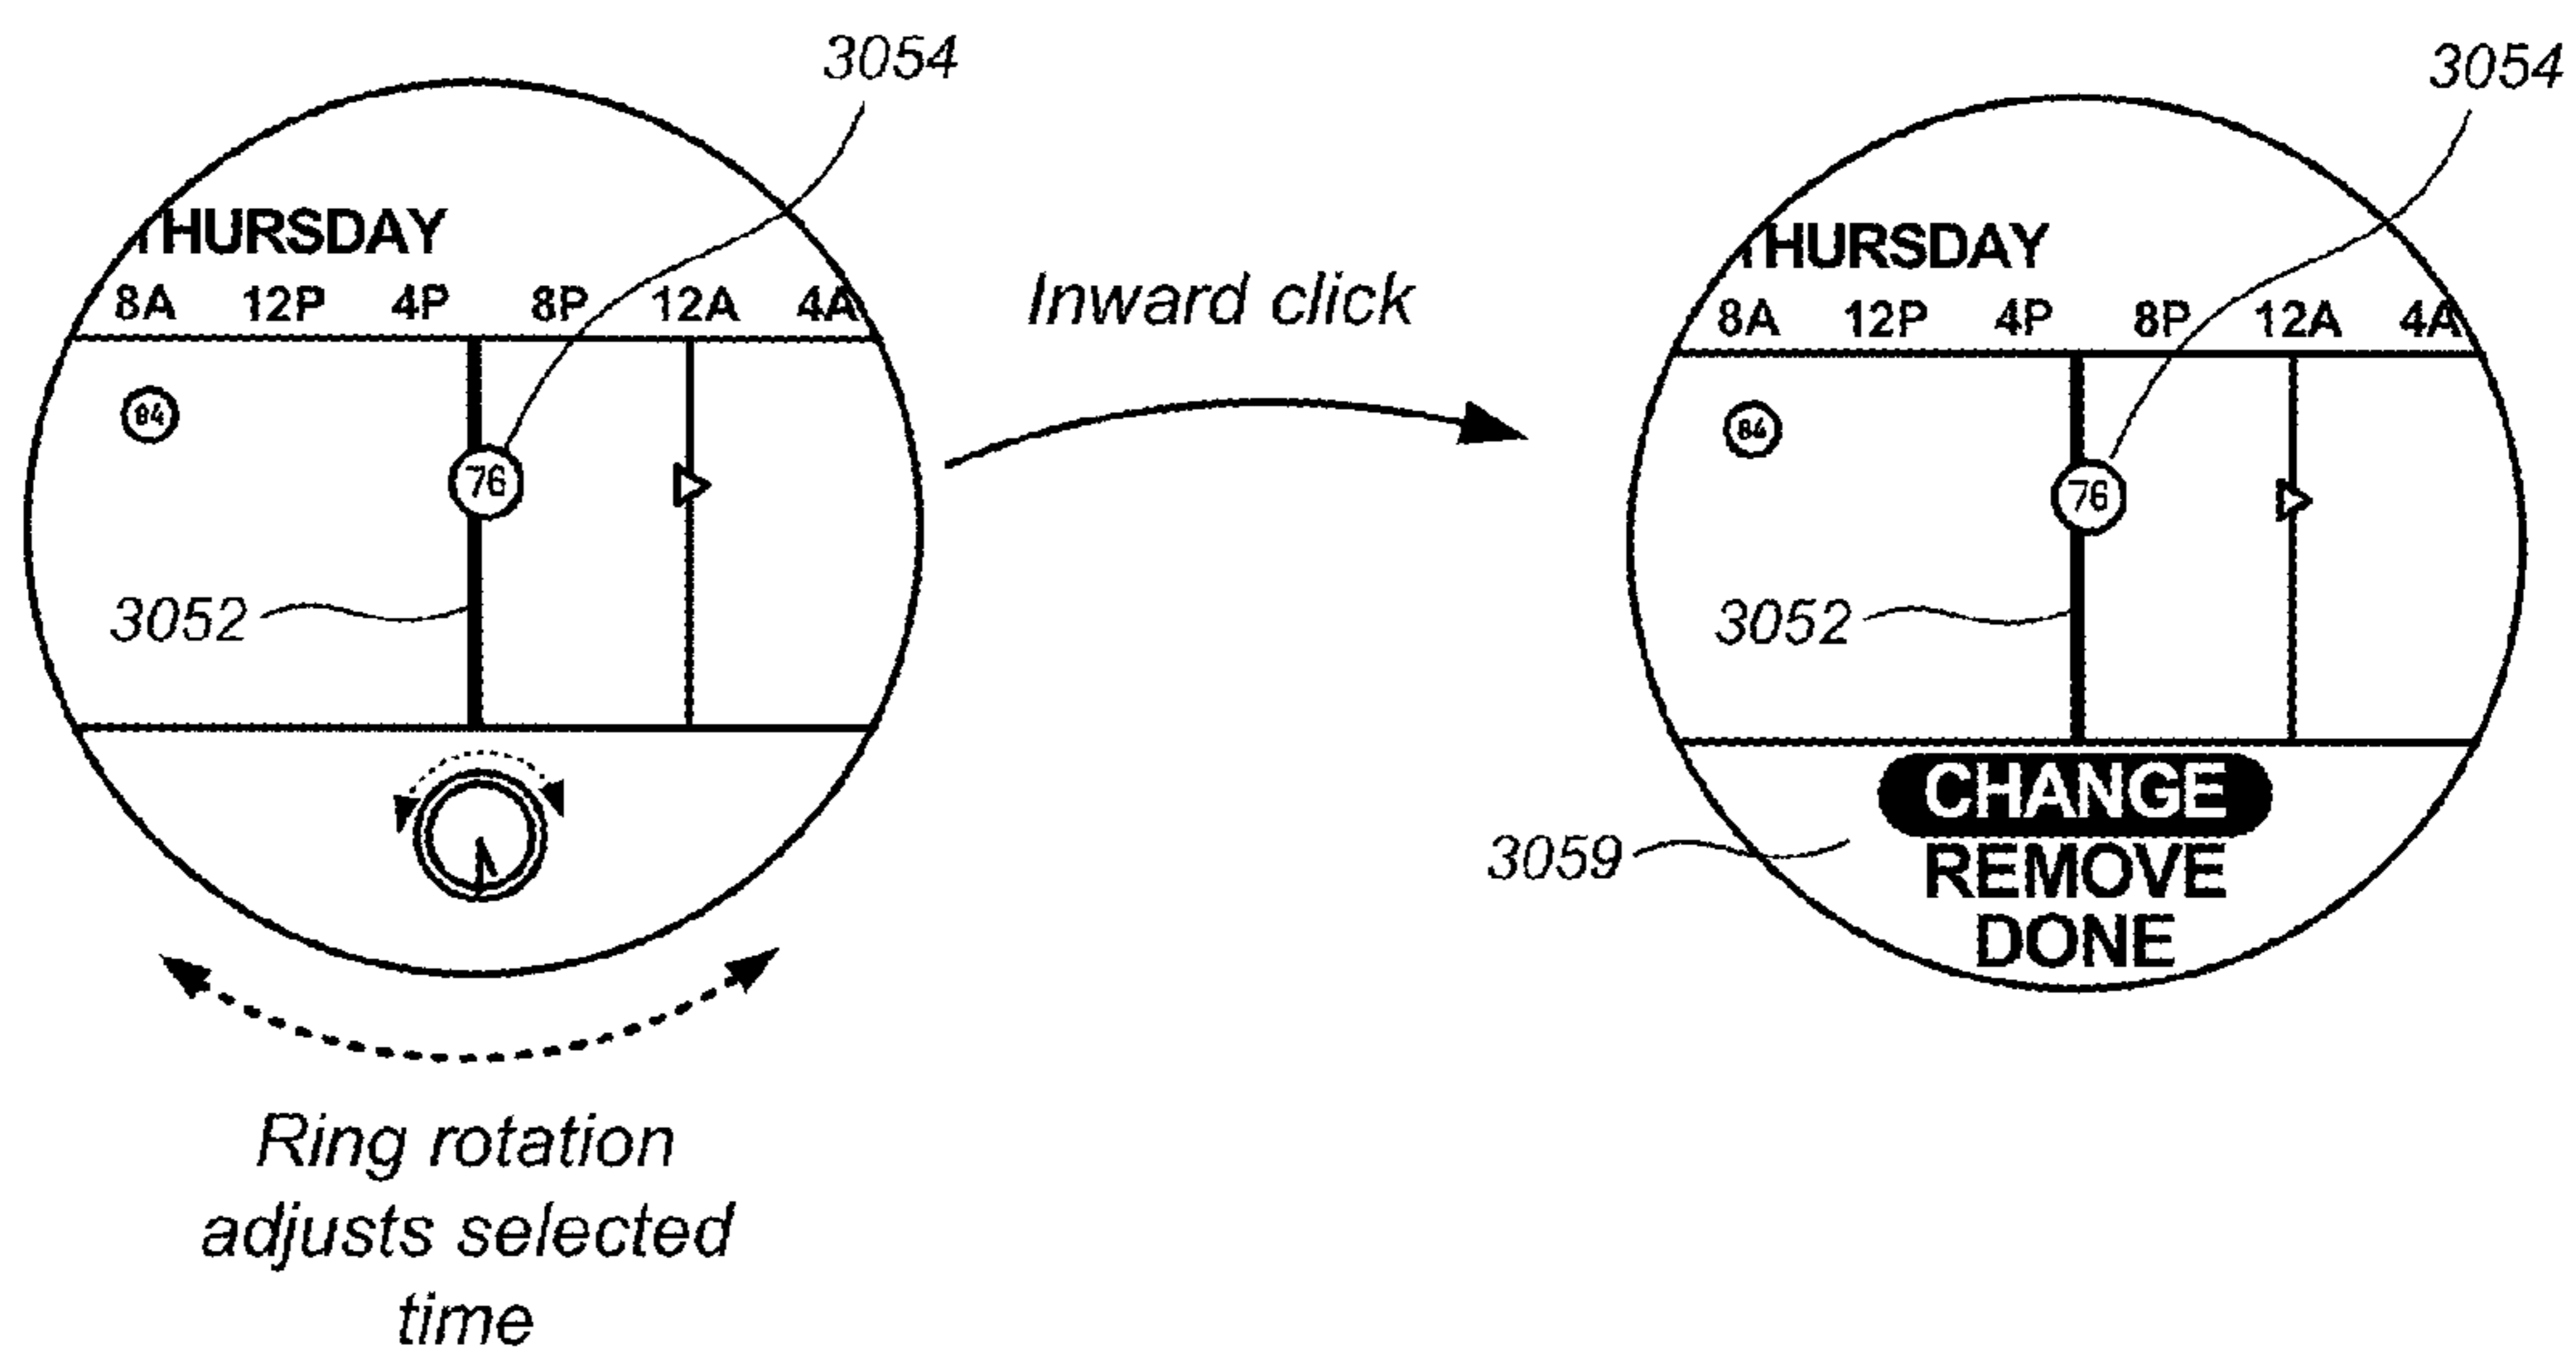 3054
THURSDAY
8A 12P 4P 8P 12A 4A
84
76
3052
Ring rotation
adjusts selected
time
Inward click
3054
THURSDAY
8A 12P 4P 8P 12A 4A
84
76
3052
3059
CHANGE
REMOVE
DONE